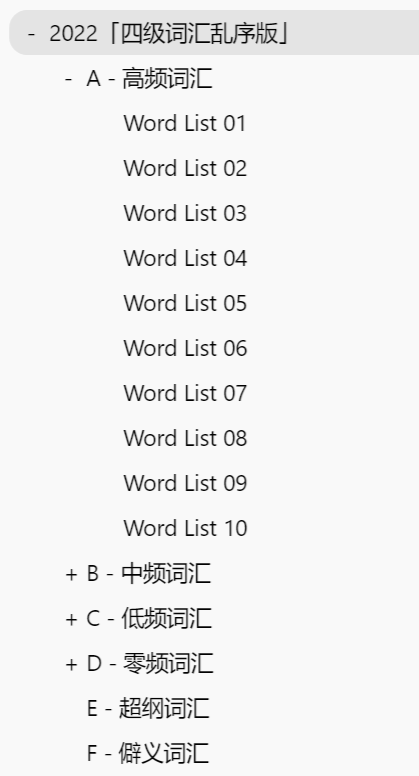 - 2022「四级词汇乱序版」
- A - 高频词汇
Word List 01
Word List 02
Word List 03
Word List 04
Word List 05
Word List 06
Word List 07
Word List 08
Word List 09
Word List 10
+ B - 中频词汇
+ C - 低频词汇
+ D - 零频词汇
E - 超纲词汇
F - 僻义词汇